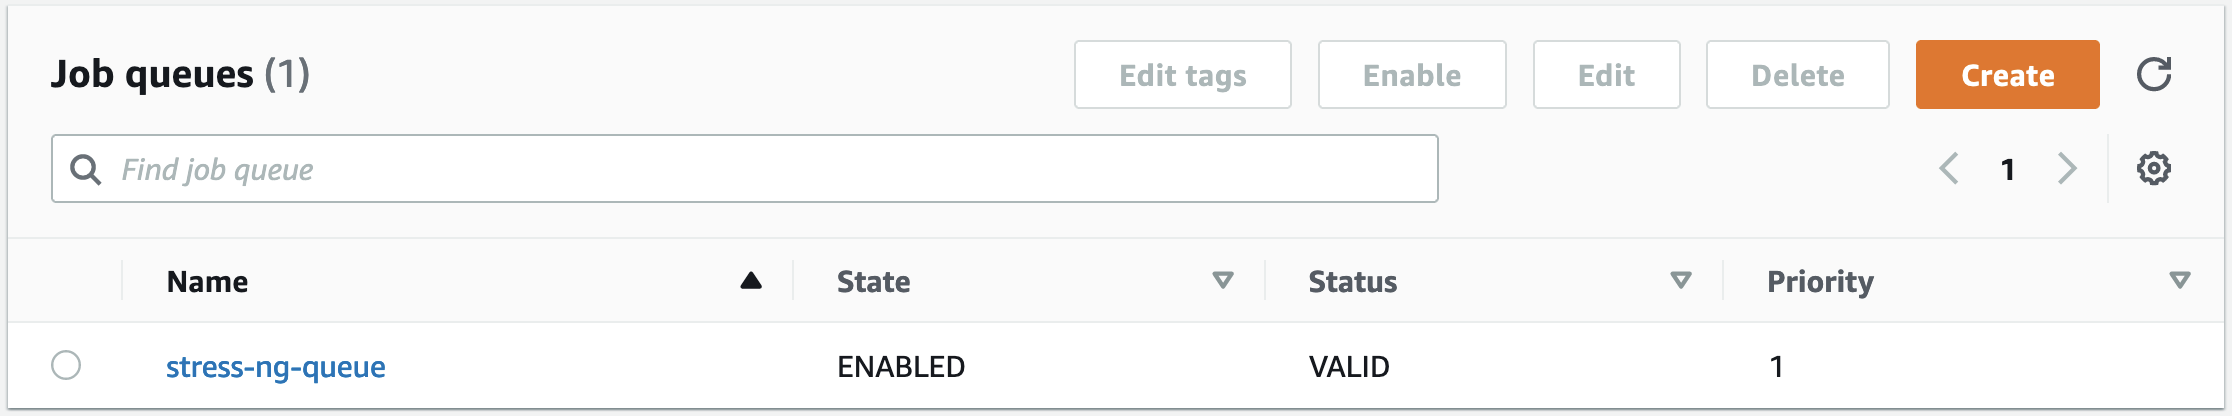 Job queues (1) Edit tags Enable Edit Delete Create
Find job queue 1
Name State Status Priority
stress-ng-queue ENABLED VALID 1